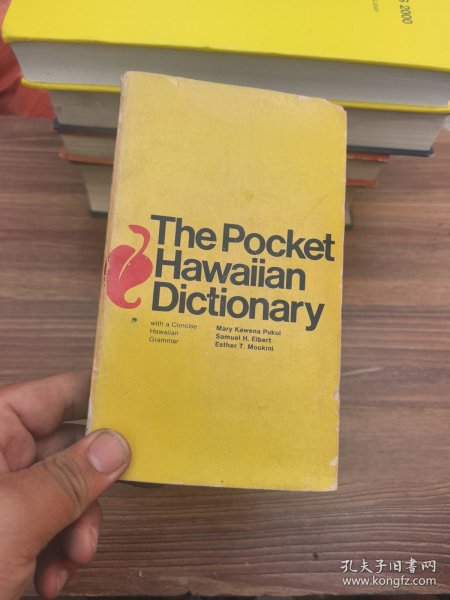 S 2000
The Pocket
Hawaiian
Dictionary
with a Concise
Hawaiian
Grammar
Mary Kawena Pukui
Samuel H. Elbert
Esther T. Mookini
孔夫子旧书网
www.kongfz.com